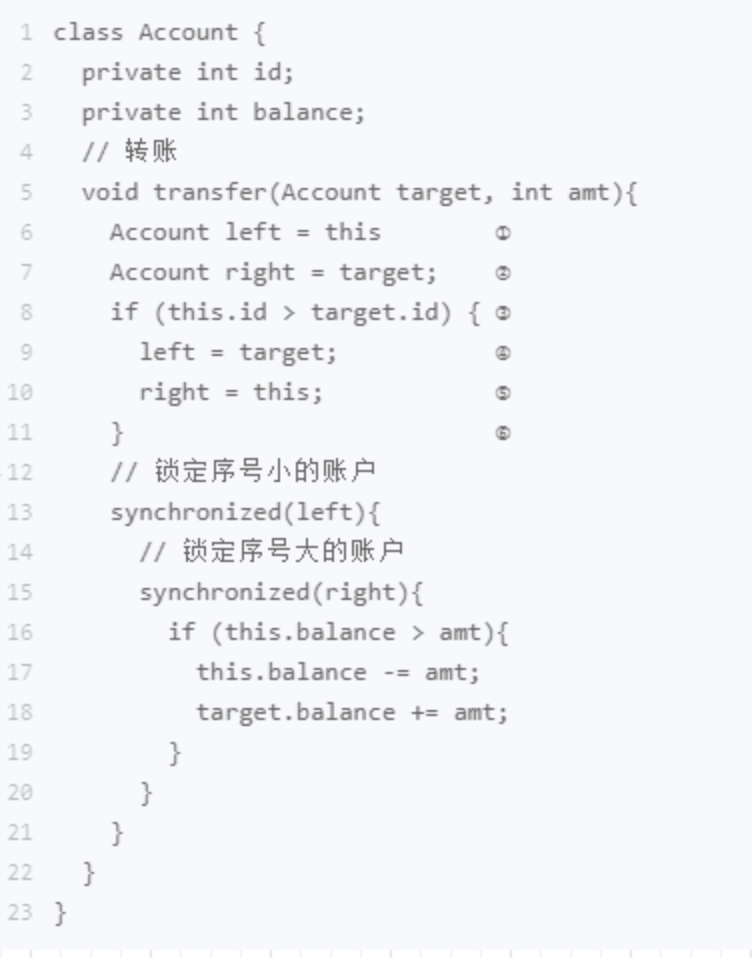 1 class Account {
2   private int id;
3   private int balance;
4   // 转账
5   void transfer(Account target, int amt){
6     Account left = this        ①
7     Account right = target;    ②
8     if (this.id > target.id) { ③
9       left = target;           ④
10       right = this;            ⑤
11     }                          ⑥
12     // 锁定序号小的账户
13     synchronized(left){
14       // 锁定序号大的账户
15       synchronized(right){
16         if (this.balance > amt){
17           this.balance -= amt;
18           target.balance += amt;
19         }
20       }
21     }
22   }
23 }